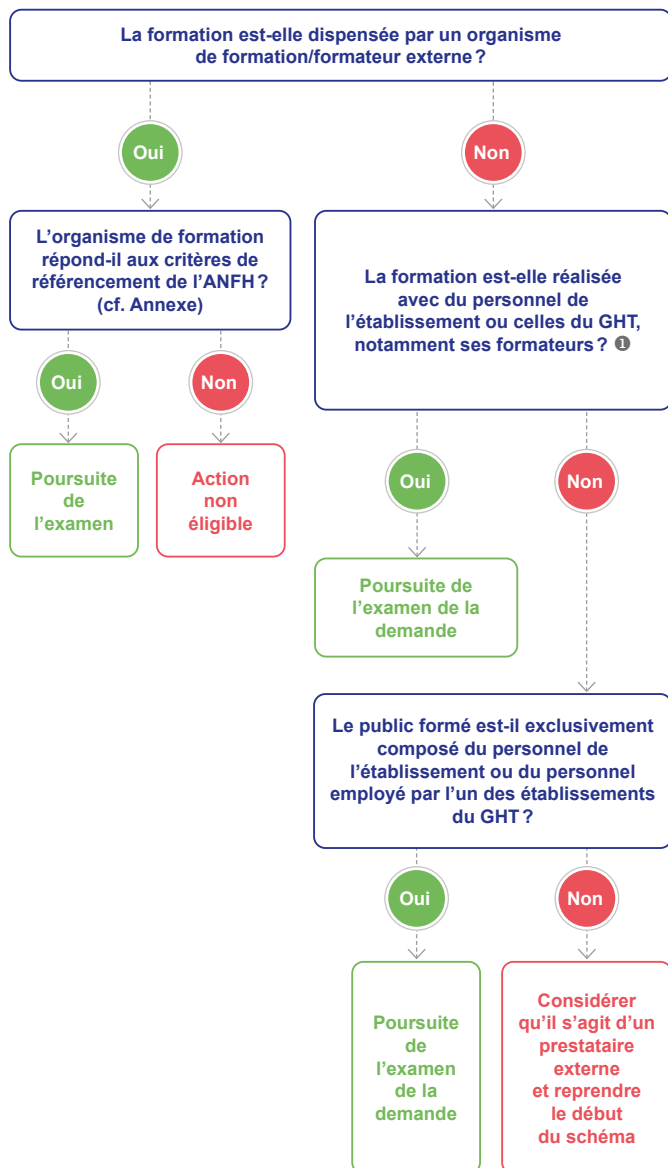 La formation est-elle dispensée par un organisme
de formation/formateur externe ?
Oui
Non
L'organisme de formation
répond-il aux critères de
référencement de l'ANFH ?
(cf. Annexe)
La formation est-elle réalisée
avec du personnel de
l'établissement ou celles du GHT,
notamment ses formateurs ? ❶
Oui
Non
Poursuite
de
l'examen
Action
non
éligible
Oui
Non
Poursuite de
l'examen de la
demande
Le public formé est-il exclusivement
composé du personnel de
l'établissement ou du personnel
employé par l'un des établissements
du GHT ?
Oui
Non
Poursuite
de
l'examen
de la
demande
Considérer
qu'il s'agit d'un
prestataire
externe
et reprendre
le début
du schéma